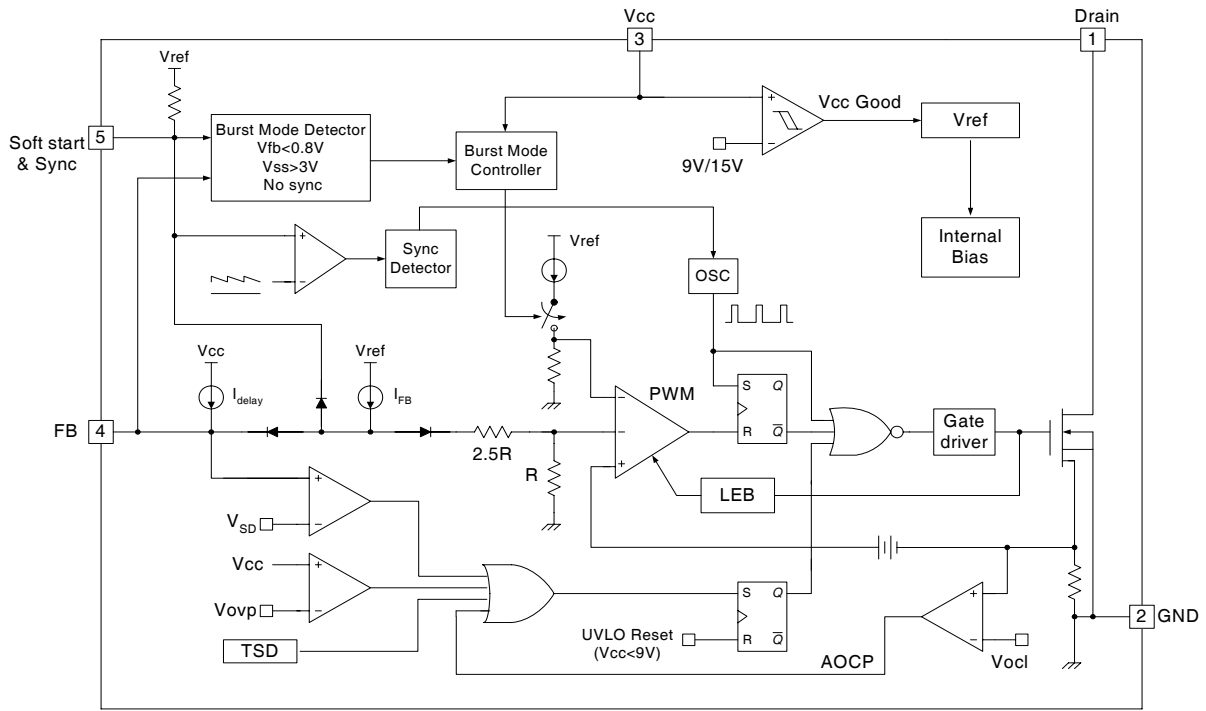 Vcc
Drain
3
1
Vref
5
Soft start
& Sync
Burst Mode Detector
Vfb<0.8V
Vss>3V
No sync
Burst Mode
Controller
+
−
Vcc Good
9V/15V
Vref
Internal
Bias
+
−
Sync
Detector
Vref
OSC
Vcc
Idelay
Vref
IFB
FB
4
2.5R
R
−
−
+
PWM
S
Q
R
Q̅
Gate
driver
LEB
+
−
VSD
Vcc
+
Vovp
−
TSD
S
Q
R
Q̅
UVLO Reset
(Vcc<9V)
AOCP
+
−
Vocl
2
GND